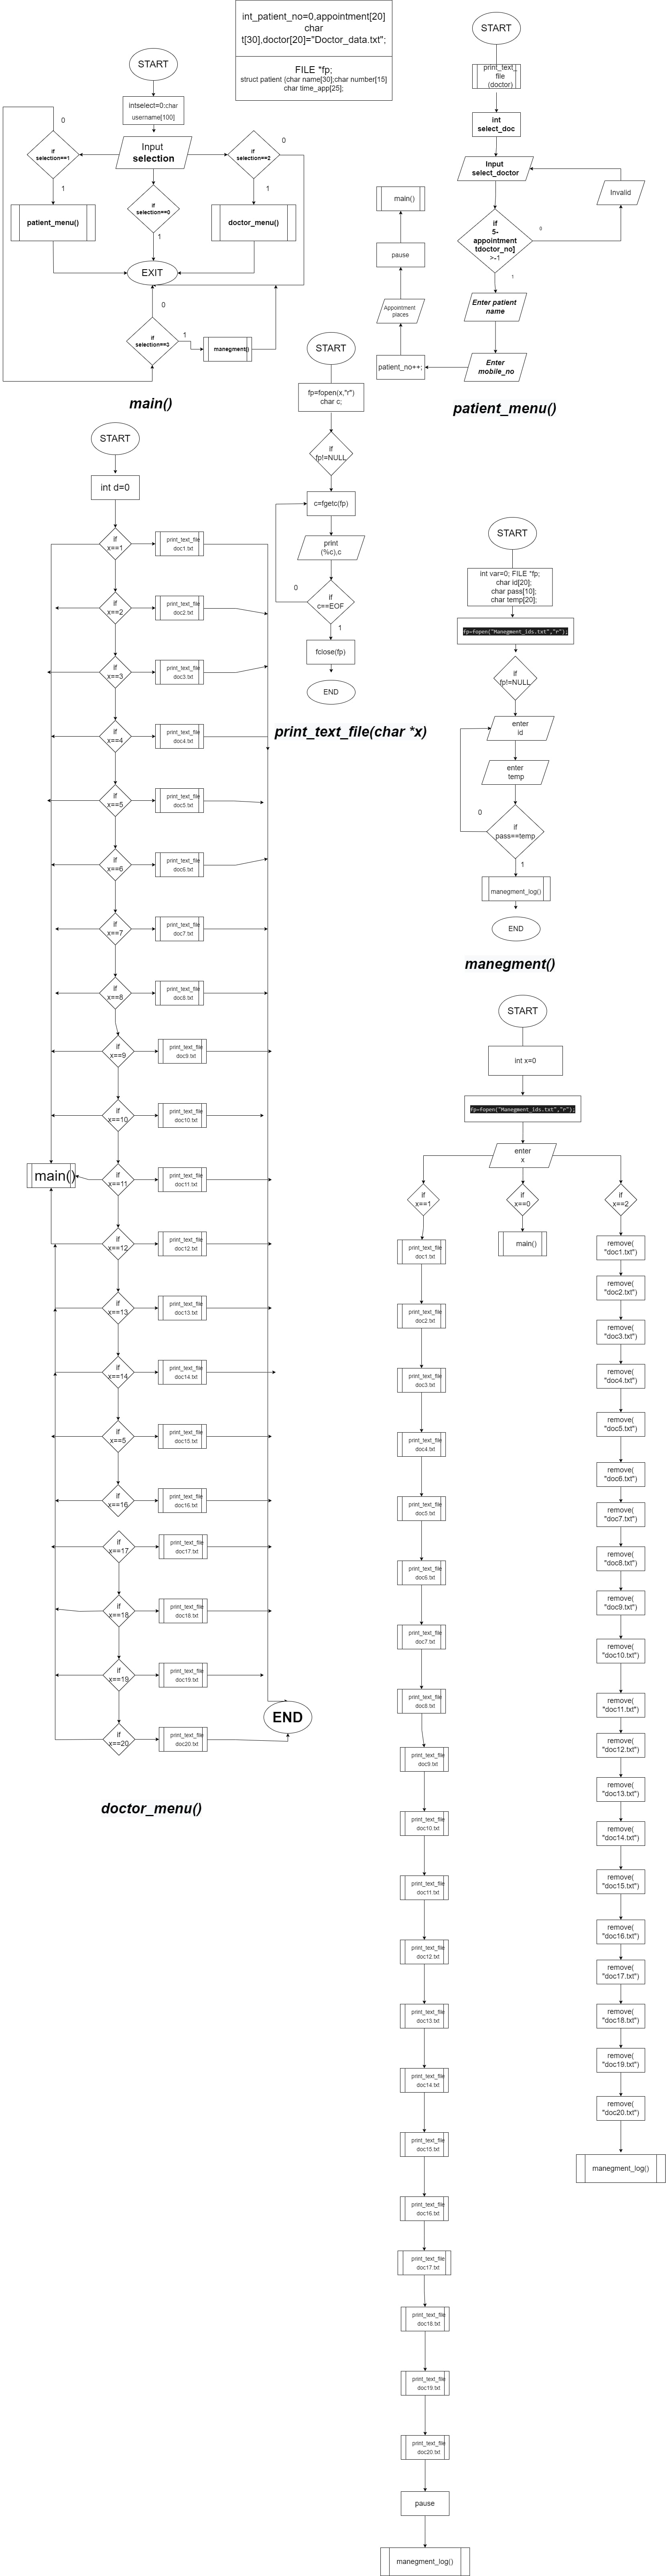 int_patient_no=0,appointment[20]
char
t[30],doctor[20]="Doctor_data.txt";
FILE *fp;
struct patient {char name[30];char number[15]
char time_app[25];
START
intselect=0;char
username[100]
Input
selection
if
selection==1
0
1
patient_menu()
if
selection==2
0
1
doctor_menu()
if
selection==0
1
EXIT
0
if
selection==3
1
manegment()
main()
START
print_text_
file
(doctor)
int
select_doc
Input
select_doctor
Invalid
if
5-
appointment
tdoctor_no]
>-1
0
1
Enter patient
name
Enter
mobile_no
patient_no++;
Appointment
places
pause
main()
patient_menu()
START
fp=fopen(x,"r")
char c;
if
fp!=NULL
c=fgetc(fp)
print
(%c),c
if
c==EOF
0
1
fclose(fp)
END
print_text_file(char *x)
START
int d=0
if
x==1
print_text_file
doc1.txt
if
x==2
print_text_file
doc2.txt
if
x==3
print_text_file
doc3.txt
if
x==4
print_text_file
doc4.txt
if
x==5
print_text_file
doc5.txt
if
x==6
print_text_file
doc6.txt
if
x==7
print_text_file
doc7.txt
if
x==8
print_text_file
doc8.txt
if
x==9
print_text_file
doc9.txt
if
x==10
print_text_file
doc10.txt
main()
if
x==11
print_text_file
doc11.txt
if
x==12
print_text_file
doc12.txt
if
x==13
print_text_file
doc13.txt
if
x==14
print_text_file
doc14.txt
if
x==5
print_text_file
doc15.txt
if
x==16
print_text_file
doc16.txt
if
x==17
print_text_file
doc17.txt
if
x==18
print_text_file
doc18.txt
if
x==19
print_text_file
doc19.txt
if
x==20
print_text_file
doc20.txt
END
doctor_menu()
START
int var=0; FILE *fp;
char id[20];
char pass[10];
char temp[20];
fp=fopen("Manegment_ids.txt","r");
if
fp!=NULL
enter
id
enter
temp
if
pass==temp
0
1
manegment_log()
END
manegment()
START
int x=0
fp=fopen("Manegment_ids.txt","r");
enter
x
if
x==1
if
x==0
if
x==2
main()
print_text_file
doc1.txt
print_text_file
doc2.txt
print_text_file
doc3.txt
print_text_file
doc4.txt
print_text_file
doc5.txt
print_text_file
doc6.txt
print_text_file
doc7.txt
print_text_file
doc8.txt
print_text_file
doc9.txt
print_text_file
doc10.txt
print_text_file
doc11.txt
print_text_file
doc12.txt
print_text_file
doc13.txt
print_text_file
doc14.txt
print_text_file
doc15.txt
print_text_file
doc16.txt
print_text_file
doc17.txt
print_text_file
doc18.txt
print_text_file
doc19.txt
print_text_file
doc20.txt
pause
manegment_log()
remove(
"doc1.txt")
remove(
"doc2.txt")
remove(
"doc3.txt")
remove(
"doc4.txt")
remove(
"doc5.txt")
remove(
"doc6.txt")
remove(
"doc7.txt")
remove(
"doc8.txt")
remove(
"doc9.txt")
remove(
"doc10.txt")
remove(
"doc11.txt")
remove(
"doc12.txt")
remove(
"doc13.txt")
remove(
"doc14.txt")
remove(
"doc15.txt")
remove(
"doc16.txt")
remove(
"doc17.txt")
remove(
"doc18.txt")
remove(
"doc19.txt")
remove(
"doc20.txt")
manegment_log()